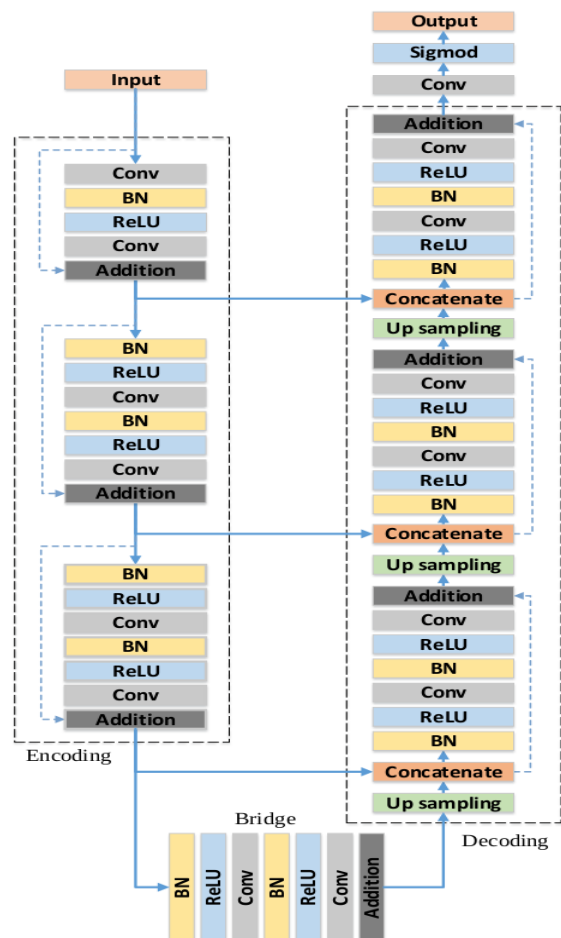 Input
Conv
BN
ReLU
Conv
Addition
BN
ReLU
Conv
BN
ReLU
Conv
Addition
BN
ReLU
Conv
BN
ReLU
Conv
Addition
Encoding
Bridge
BN
ReLU
Conv
BN
ReLU
Conv
Addition
Output
Sigmod
Conv
Addition
Conv
ReLU
BN
Conv
ReLU
BN
Concatenate
Up sampling
Addition
Conv
ReLU
BN
Conv
ReLU
BN
Concatenate
Up sampling
Addition
Conv
ReLU
BN
Conv
ReLU
BN
Concatenate
Up sampling
Decoding